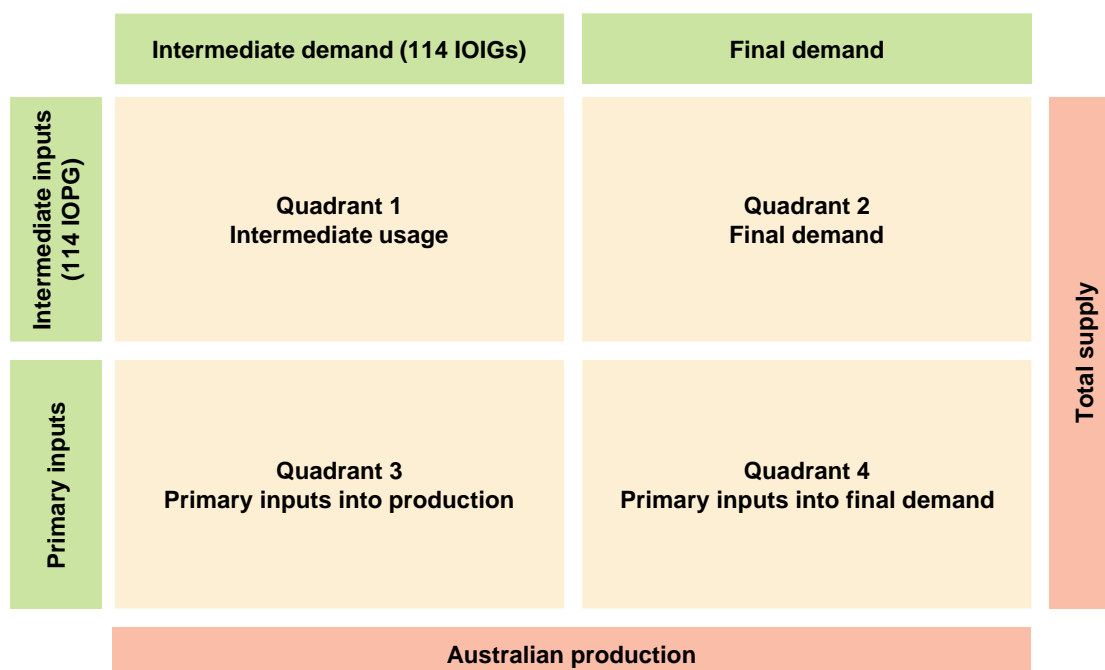 Intermediate demand (114 IOIGs)
Final demand
Intermediate inputs
(114 IOPG)
Quadrant 1
Intermediate usage
Quadrant 2
Final demand
Total supply
Primary inputs
Quadrant 3
Primary inputs into production
Quadrant 4
Primary inputs into final demand
Australian production